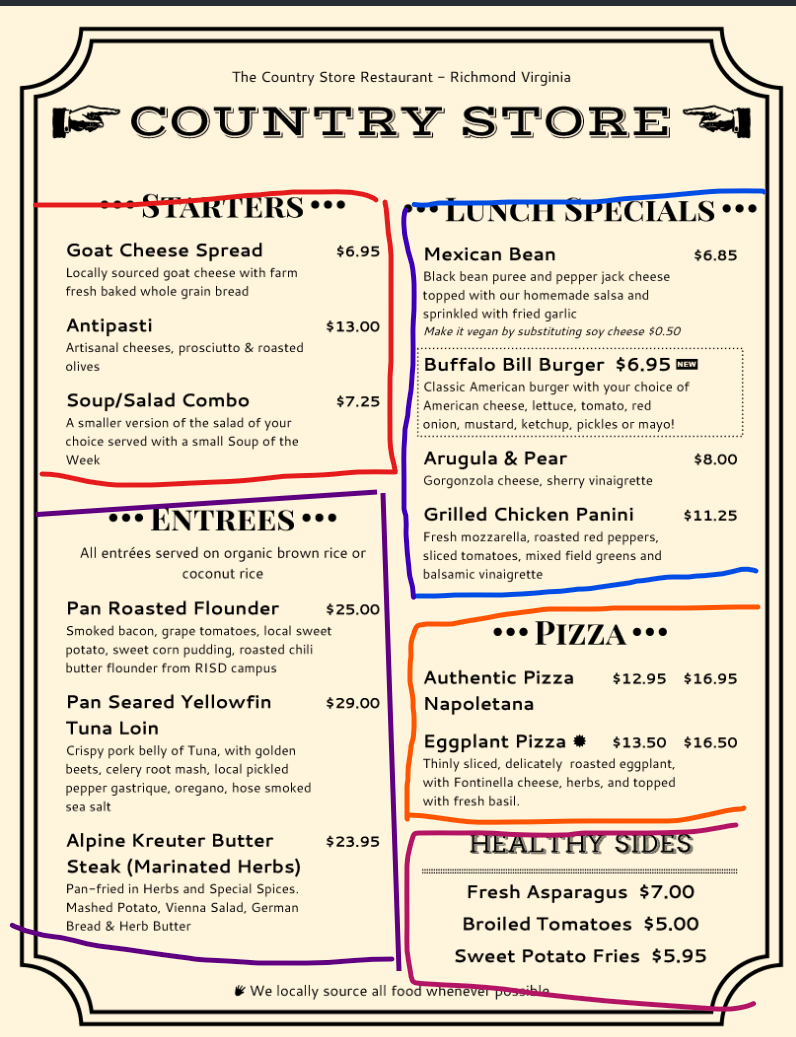 The Country Store Restaurant – Richmond Virginia
COUNTRY STORE
••• STARTERS •••
Goat Cheese Spread $6.95
Locally sourced goat cheese with farm
fresh baked whole grain bread
Antipasti $13.00
Artisanal cheeses, prosciutto & roasted
olives
Soup/Salad Combo $7.25
A smaller version of the salad of your
choice served with a small Soup of the
Week
••• ENTREES •••
All entrées served on organic brown rice or
coconut rice
Pan Roasted Flounder $25.00
Smoked bacon, grape tomatoes, local sweet
potato, sweet corn pudding, roasted chili
butter flounder from RISD campus
Pan Seared Yellowfin $29.00
Tuna Loin
Crispy pork belly of Tuna, with golden
beets, celery root mash, local pickled
pepper gastrique, oregano, hose smoked
sea salt
Alpine Kreuter Butter $23.95
Steak (Marinated Herbs)
Pan-fried in Herbs and Special Spices.
Mashed Potato, Vienna Salad, German
Bread & Herb Butter
••• LUNCH SPECIALS •••
Mexican Bean $6.85
Black bean puree and pepper jack cheese
topped with our homemade salsa and
sprinkled with fried garlic
Make it vegan by substituting soy cheese $0.50
Buffalo Bill Burger $6.95 NEW
Classic American burger with your choice of
American cheese, lettuce, tomato, red
onion, mustard, ketchup, pickles or mayo!
Arugula & Pear $8.00
Gorgonzola cheese, sherry vinaigrette
Grilled Chicken Panini $11.25
Fresh mozzarella, roasted red peppers,
sliced tomatoes, mixed field greens and
balsamic vinaigrette
••• PIZZA •••
Authentic Pizza $12.95 $16.95
Napoletana
Eggplant Pizza $13.50 $16.50
Thinly sliced, delicately roasted eggplant,
with Fontinella cheese, herbs, and topped
with fresh basil.
HEALTHY SIDES
Fresh Asparagus $7.00
Broiled Tomatoes $5.00
Sweet Potato Fries $5.95
We locally source all food whenever possible